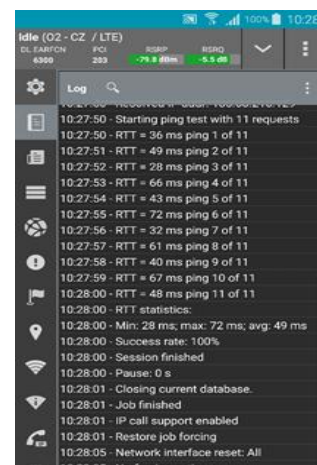 100% 10:28
Idle (O2 - CZ / LTE)
DL EARFCN PCI RSRP RSRQ
6300 203 -79.8 dBm -5.5 dB
Log
10:27:50 - Starting ping test with 11 requests
10:27:50 - RTT = 36 ms ping 1 of 11
10:27:51 - RTT = 49 ms ping 2 of 11
10:27:52 - RTT = 28 ms ping 3 of 11
10:27:53 - RTT = 66 ms ping 4 of 11
10:27:54 - RTT = 43 ms ping 5 of 11
10:27:55 - RTT = 72 ms ping 6 of 11
10:27:56 - RTT = 32 ms ping 7 of 11
10:27:57 - RTT = 61 ms ping 8 of 11
10:27:58 - RTT = 40 ms ping 9 of 11
10:27:59 - RTT = 67 ms ping 10 of 11
10:28:00 - RTT = 48 ms ping 11 of 11
10:28:00 - RTT statistics:
10:28:00 - Min: 28 ms; max: 72 ms; avg: 49 ms
10:28:00 - Success rate: 100%
10:28:00 - Session finished
10:28:00 - Pause: 0 s
10:28:01 - Closing current database.
10:28:01 - Job finished
10:28:01 - IP call support enabled
10:28:01 - Restore job forcing
10:28:05 - Network interface reset: All